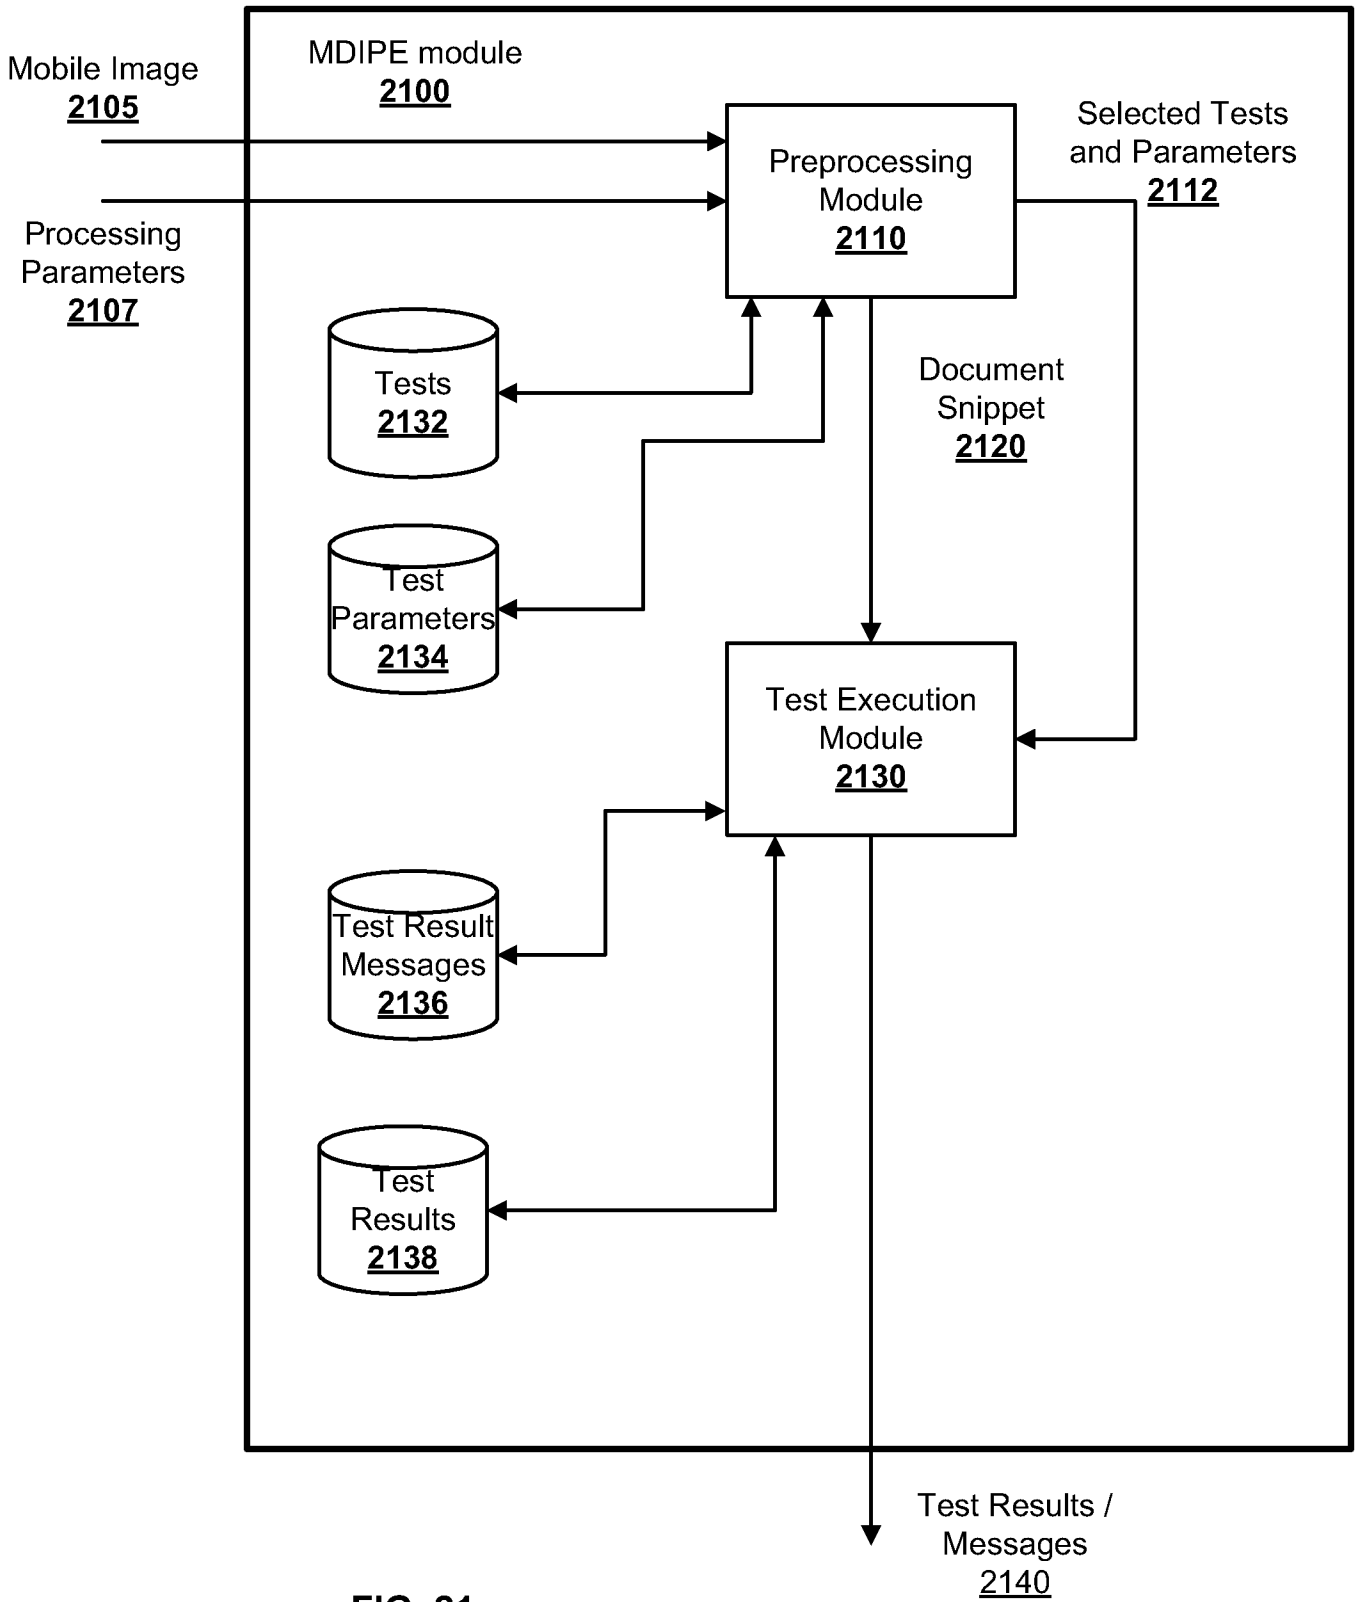 Mobile Image
2105
MDIPE module
2100
Selected Tests
and Parameters
2112
Preprocessing
Module
2110
Processing
Parameters
2107
Document
Snippet
2120
Tests
2132
Test
Parameters
2134
Test Execution
Module
2130
Test Result
Messages
2136
Test
Results
2138
Test Results /
Messages
2140
FIG. 21